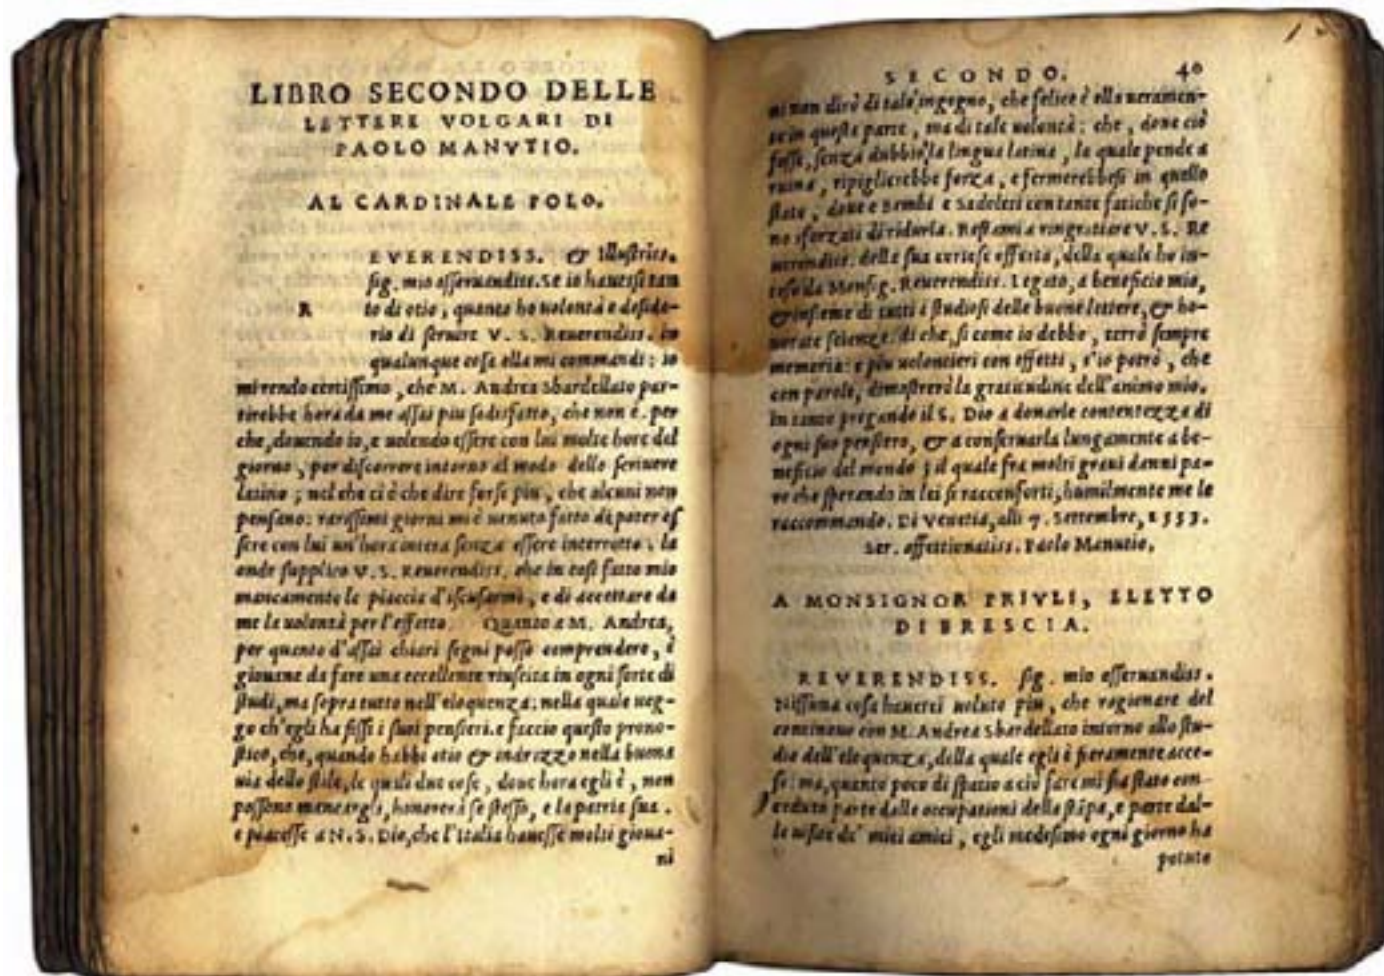 LIBRO SECONDO DELLE
LETTERE VOLGARI DI
PAOLO MANVTIO.
AL CARDINALE POLO.
R
EVERENDISS. & Illustriss.
sig. mio osseruandiss. Se io hauessi tan
to di otio, quanto ho uolontà e deside-
rio di seruire V. S. Reuerendiss. in
qualunque cosa ella mi commandi: io
mi rendo certissimo, che M. Andrea Sbardellato par-
tirebbe hora da me assai piu sodisfatto, che non è. per
che, douendo io, e uolendo essere con lui molte hore del
giorno, per discorrere intorno al modo dello scriuere
latino; nel che ci è che dire forse piu, che alcuni non
pensano: rarissimi giorni mi è uenuto fatto di poter es
sere con lui un'hora intera senza essere interrotto. la
onde supplico V. S. Reuerendiss. che in cosi fatto mio
mancamento le piaccia d'iscusarmi, e di accettare da
me la uolontà per l'effetto. Quanto a M. Andrea,
per quanto d'assai chiari segni posso comprendere, è
giouane da fare una eccellente riuscita in ogni sorte di
studi, ma sopra tutto nell'eloquenza: nella quale ueg-
go ch'egli ha fissi i suoi pensieri. e faccio questo prono-
stico, che, quando habbi otio & indrizzo nella buona
uia dello stile, le quali due cose, doue hora egli è, non
possono mancargli, honorerà se stesso, e la patria sua.
e piacesse a N. S. Dio, che l'Italia hauesse molti gioua-
ni
SECONDO. 40
ni non dirò di tale ingegno, che felice è ella ueramen-
te in questa parte, ma di tale uolontà: che, doue ciò
fosse, senza dubbio la lingua latina, la quale pende a
ruina, ripiglierebbe forza, e fermerebbesi in quello
stato, doue e Bembi e Sadoleti con tante fatiche si so-
no sforzati di ridurla. Restami a ringratiare V. S. Re
uerendiss. della sua cortese offerta, della quale ho in-
teso da Monsig. Reuerendiss. Legato, a beneficio mio,
& insieme di tutti i studiosi delle buone lettere, & ho-
norate scienze. di che, si come io debbo, terrò sempre
memoria: e piu uolontieri con effetti, s'io potrò, che
con parole, dimostrerò la gratitudine dell'animo mio.
In tanto pregando il S. Dio a donarle contentezza di
ogni suo pensiero, & a conseruarla lungamente a be-
neficio del mondo; il quale fra molti graui danni pa-
re che sperando in lei si racconforti, humilmente me le
raccommando. Di Venetia, alli 7. Settembre, 1553.
Ser. affettionatiss. Paolo Manutio.
A MONSIGNOR PRIVLI, ELETTO
DI BRESCIA.
REVERENDISS. sig. mio osseruandiss.
Nissuna cosa hauerei uoluto piu, che ragionare del
continouo con M. Andrea Sbardellato intorno allo stu-
dio dell'eloquenza, della quale egli è fieramente acce-
so: ma, quanto poco di spatio a ciò fare mi sia stato con
ceduto parte dalle occupationi della stãpa, e parte dal-
le uisite de' miei amici, egli medesimo ogni giorno ha
potuto